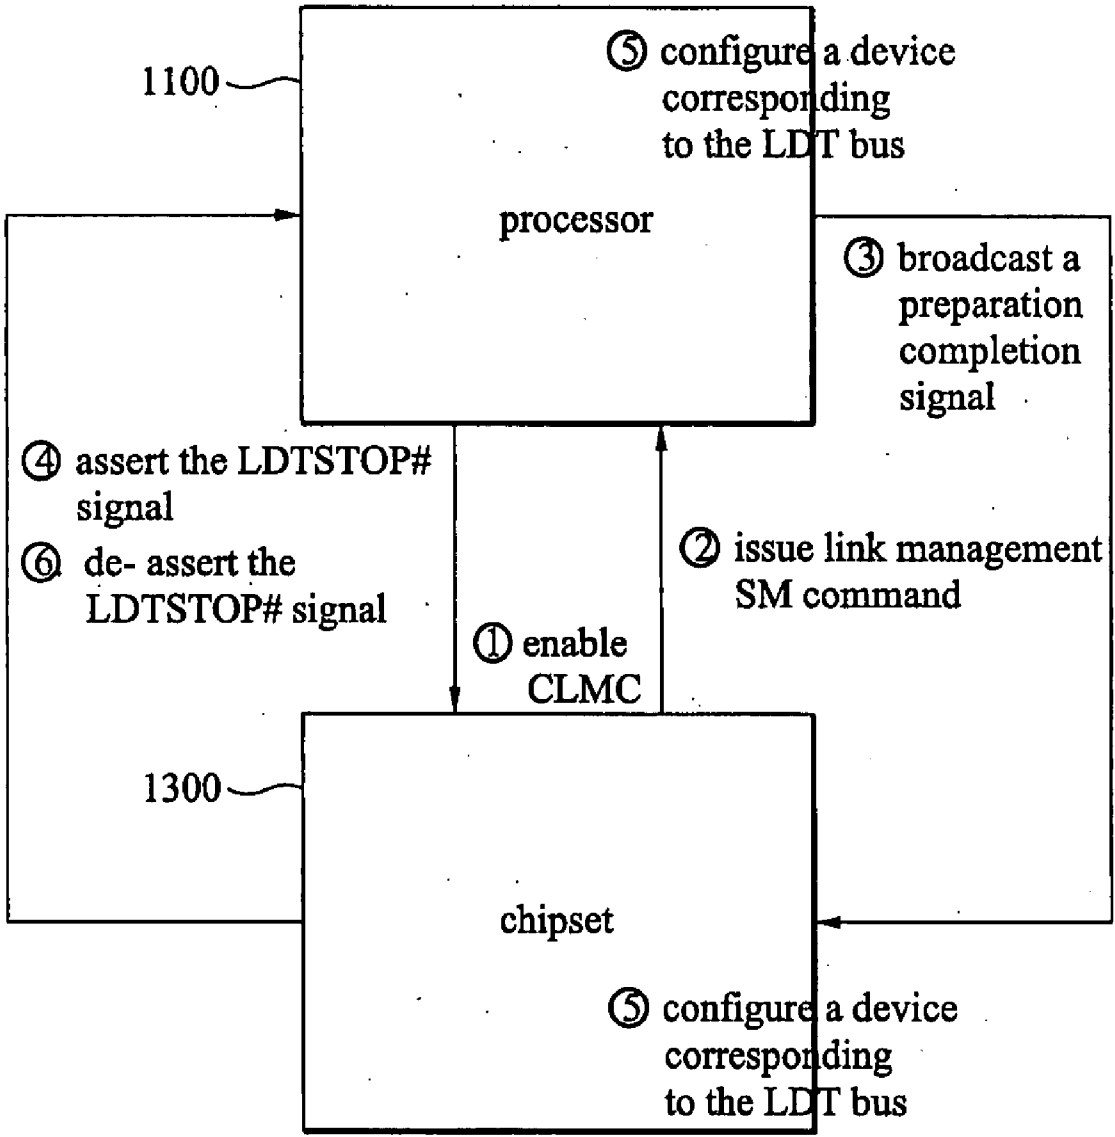 ⑤ configure a device
corresponding
to the LDT bus
1100
processor
③ broadcast a
preparation
completion
signal
④ assert the LDTSTOP#
signal
⑥ de- assert the
LDTSTOP# signal
② issue link management
SM command
① enable
CLMC
1300
chipset
⑤ configure a device
corresponding
to the LDT bus